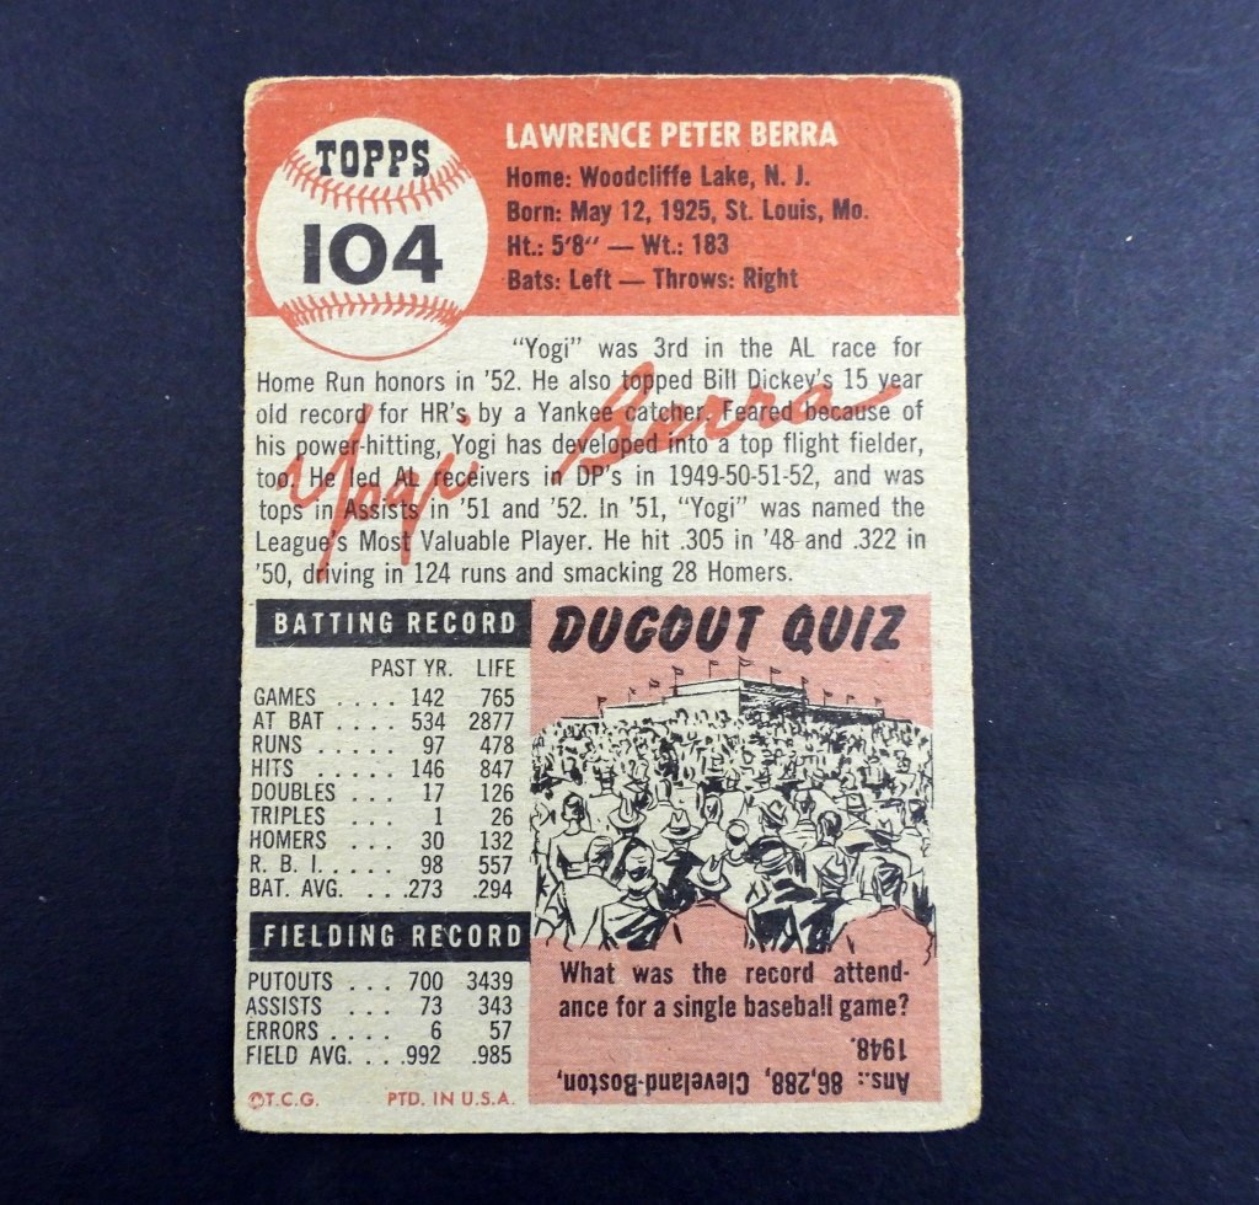 TOPPS
104
LAWRENCE PETER BERRA
Home: Woodcliffe Lake, N. J.
Born: May 12, 1925, St. Louis, Mo.
Ht.: 5'8" — Wt.: 183
Bats: Left — Throws: Right
"Yogi" was 3rd in the AL race for
Home Run honors in '52. He also topped Bill Dickey's 15 year
old record for HR's by a Yankee catcher. Feared because of
his power-hitting, Yogi has developed into a top flight fielder,
too. He led AL receivers in DP's in 1949-50-51-52, and was
tops in Assists in '51 and '52. In '51, "Yogi" was named the
League's Most Valuable Player. He hit .305 in '48 and .322 in
'50, driving in 124 runs and smacking 28 Homers.
Yogi Berra
BATTING RECORD
PAST YR. LIFE
GAMES .... 142 765
AT BAT .... 534 2877
RUNS ..... 97 478
HITS ..... 146 847
DOUBLES ... 17 126
TRIPLES ... 1 26
HOMERS ... 30 132
R. B. I. .... 98 557
BAT. AVG. ... .273 .294
FIELDING RECORD
PUTOUTS ... 700 3439
ASSISTS ... 73 343
ERRORS .... 6 57
FIELD AVG. ... .992 .985
©T.C.G. PTD. IN U.S.A.
DUGOUT QUIZ
What was the record attend-
ance for a single baseball game?
Ans.: 86,288, Cleveland-Boston,
1948.